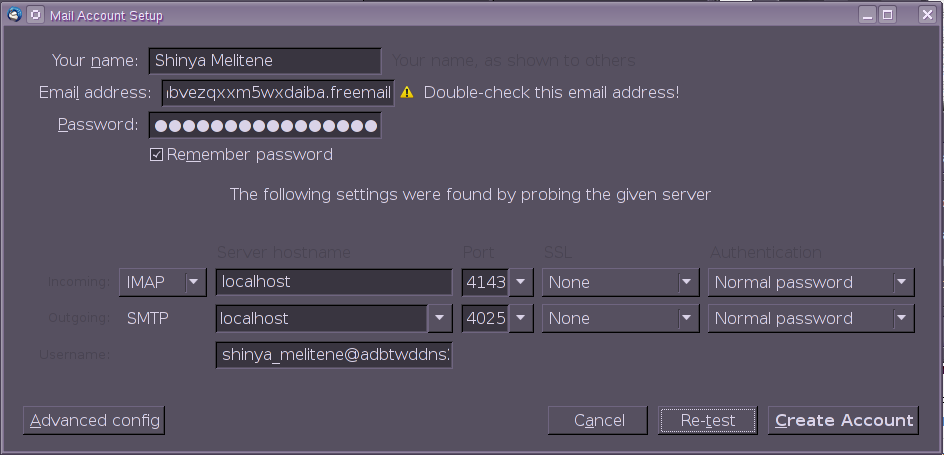 Mail Account Setup
Your name: Shinya Melitene Your name, as shown to others
Email address: bvezqxxm5wxdaiba.freemail Double-check this email address!
Password: ●●●●●●●●●●●●●●●●
Remember password
The following settings were found by probing the given server
Server hostname Port SSL Authentication
Incoming: IMAP localhost 4143 None Normal password
Outgoing: SMTP localhost 4025 None Normal password
Username: shinya_melitene@adbtwddns
Advanced config Cancel Re-test Create Account